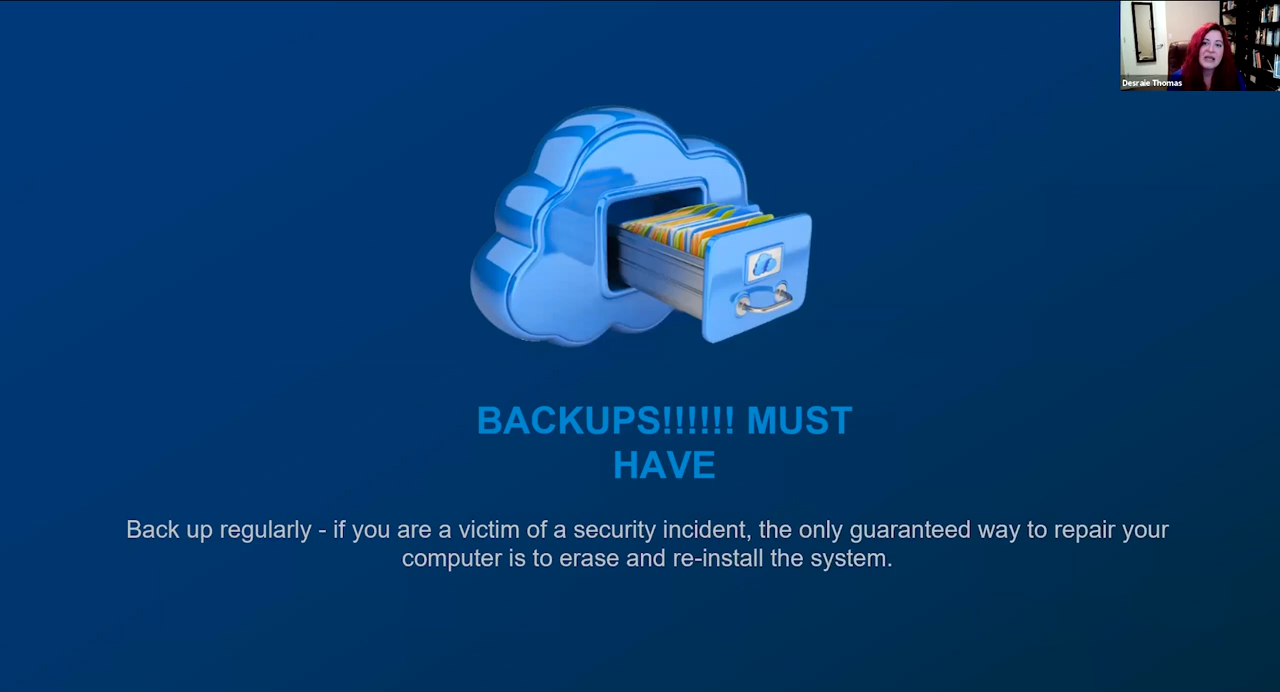 Desraie Thomas
BACKUPS!!!!!! MUST
HAVE
Back up regularly - if you are a victim of a security incident, the only guaranteed way to repair your
computer is to erase and re-install the system.